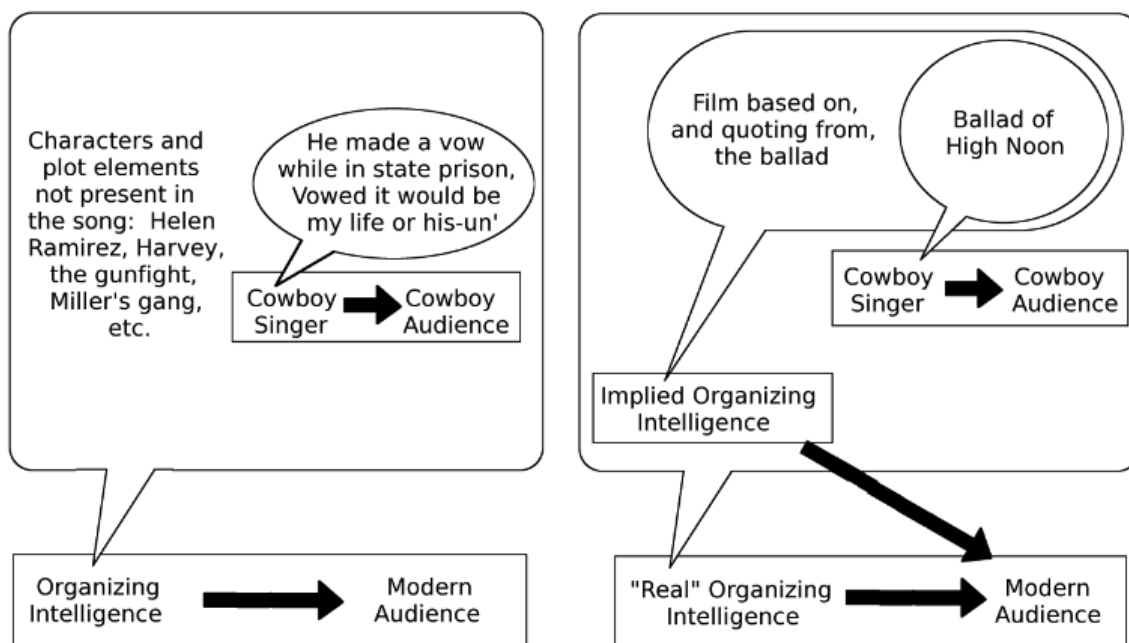 Characters and
plot elements
not present in
the song: Helen
Ramirez, Harvey,
the gunfight,
Miller's gang,
etc.
He made a vow
while in state prison,
Vowed it would be
my life or his-un'
Cowboy
Singer
Cowboy
Audience
Organizing
Intelligence
Modern
Audience
Film based on,
and quoting from,
the ballad
Ballad of
High Noon
Cowboy
Singer
Cowboy
Audience
Implied Organizing
Intelligence
"Real" Organizing
Intelligence
Modern
Audience